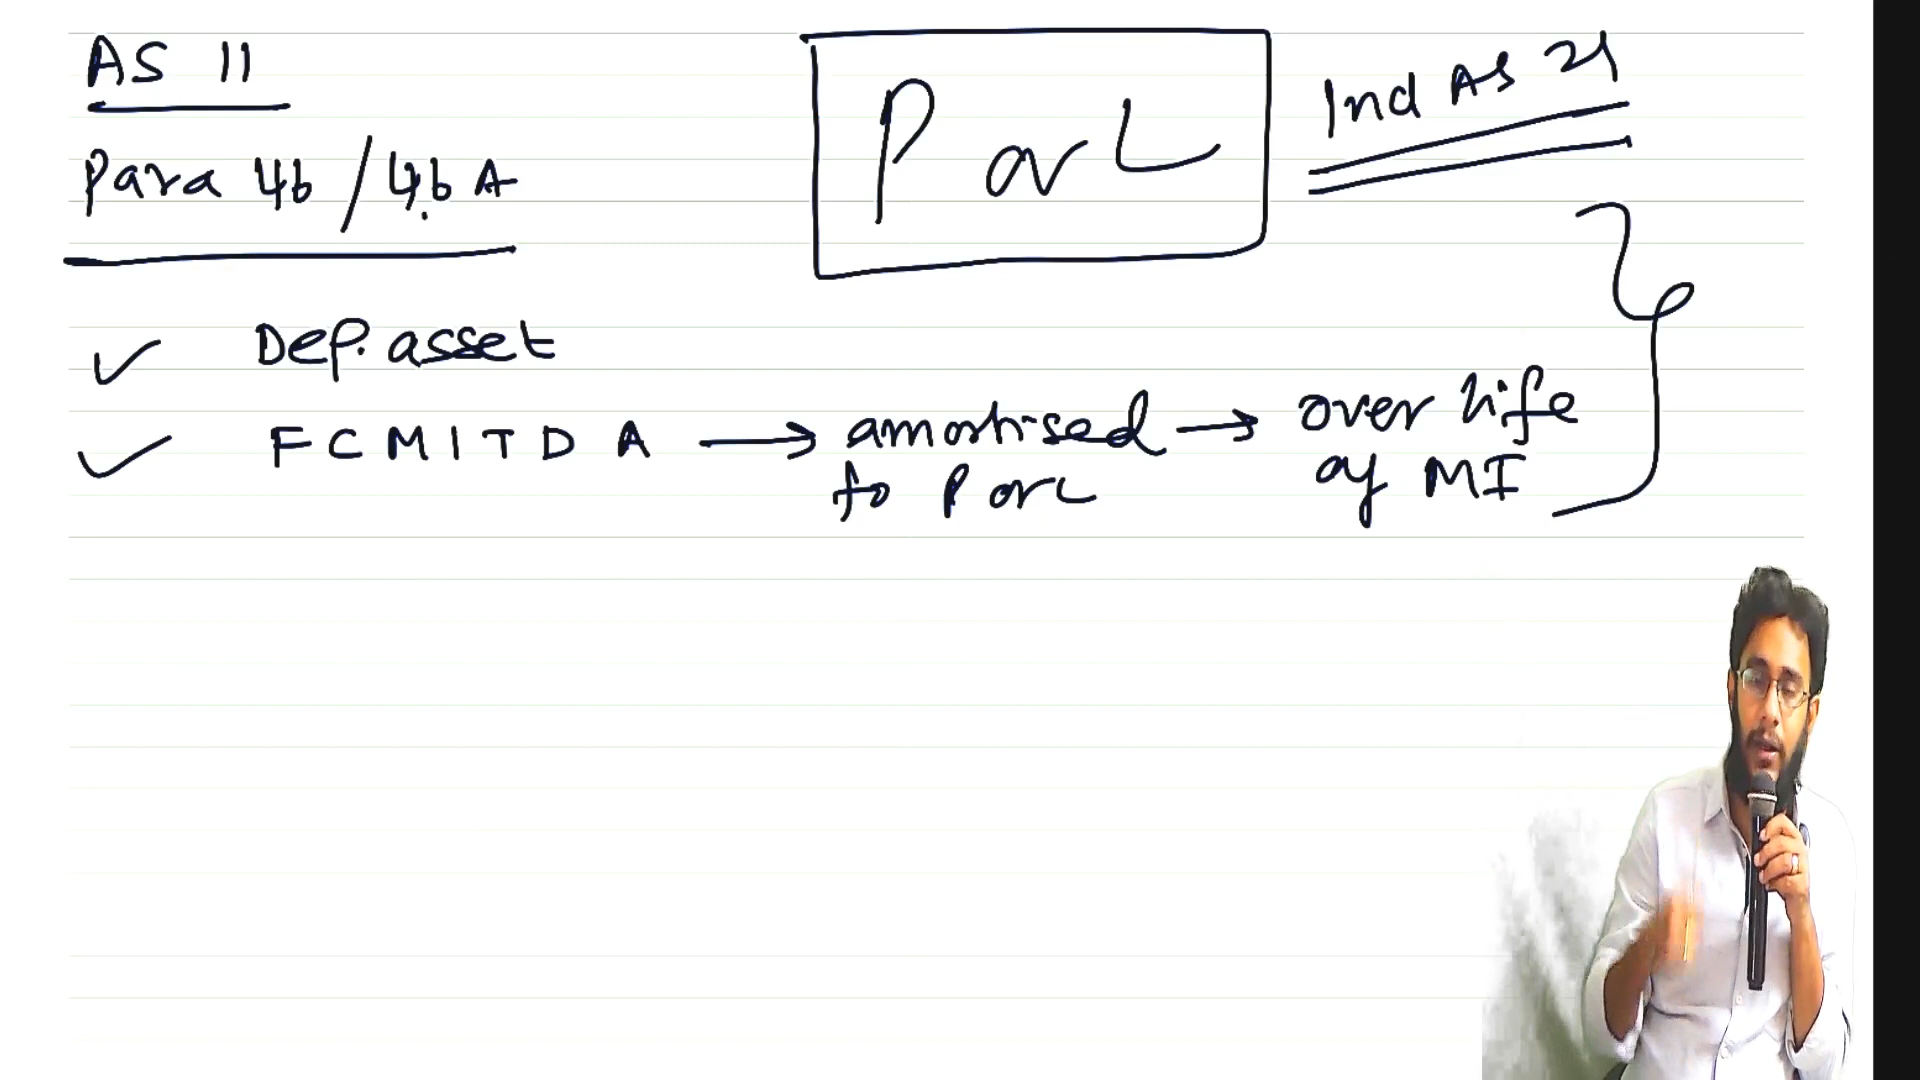 AS 11
Para 46 / 46 A
P or L
Ind AS 21
Dep. asset
FCMITDA → amortised → over life
to P or L of MI